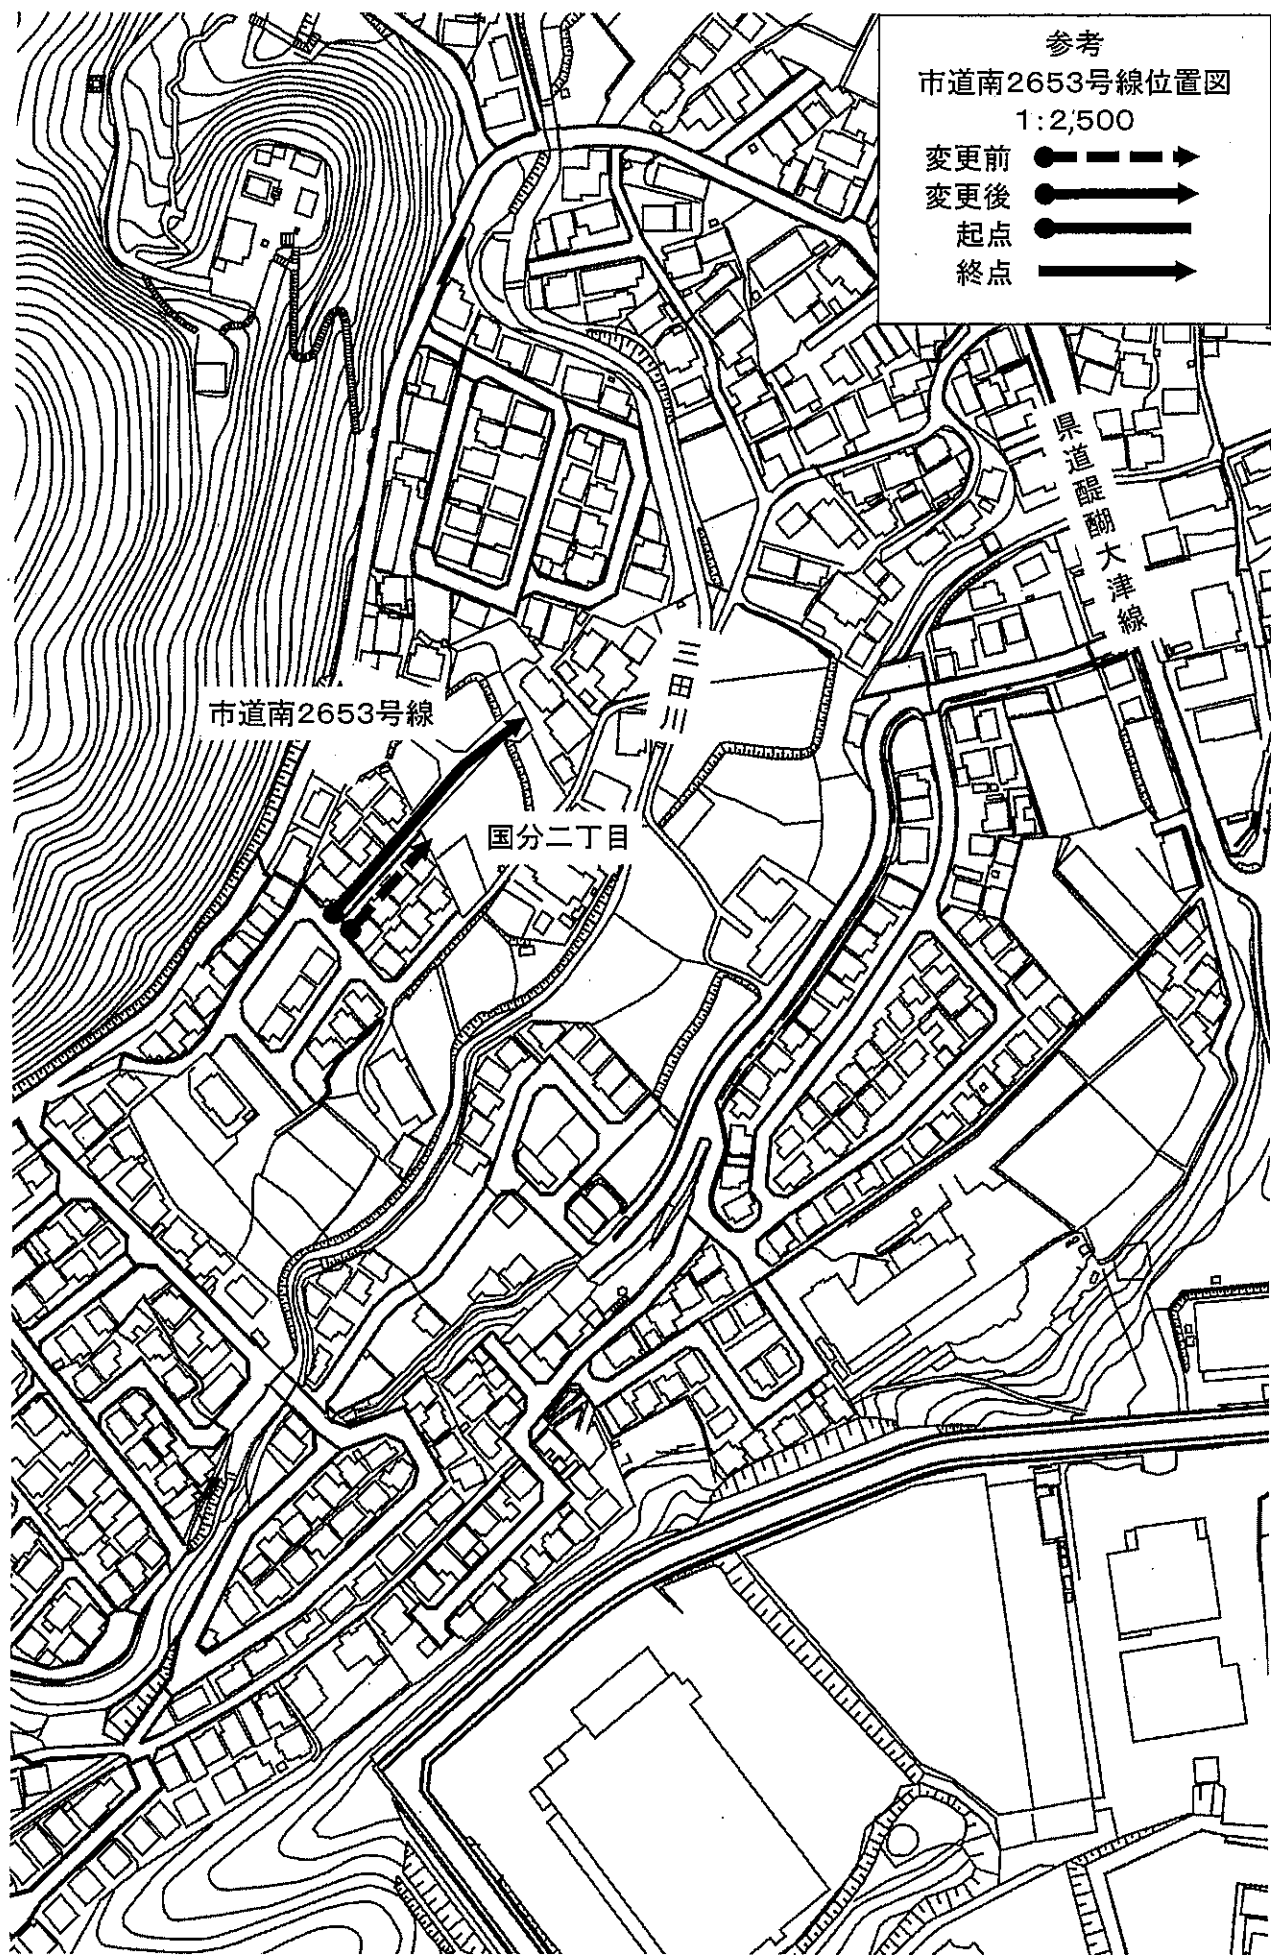 参考
市道南2653号線位置図
1:2,500
変更前
変更後
起点
終点
県道醍醐大津線
三田川
市道南2653号線
国分二丁目